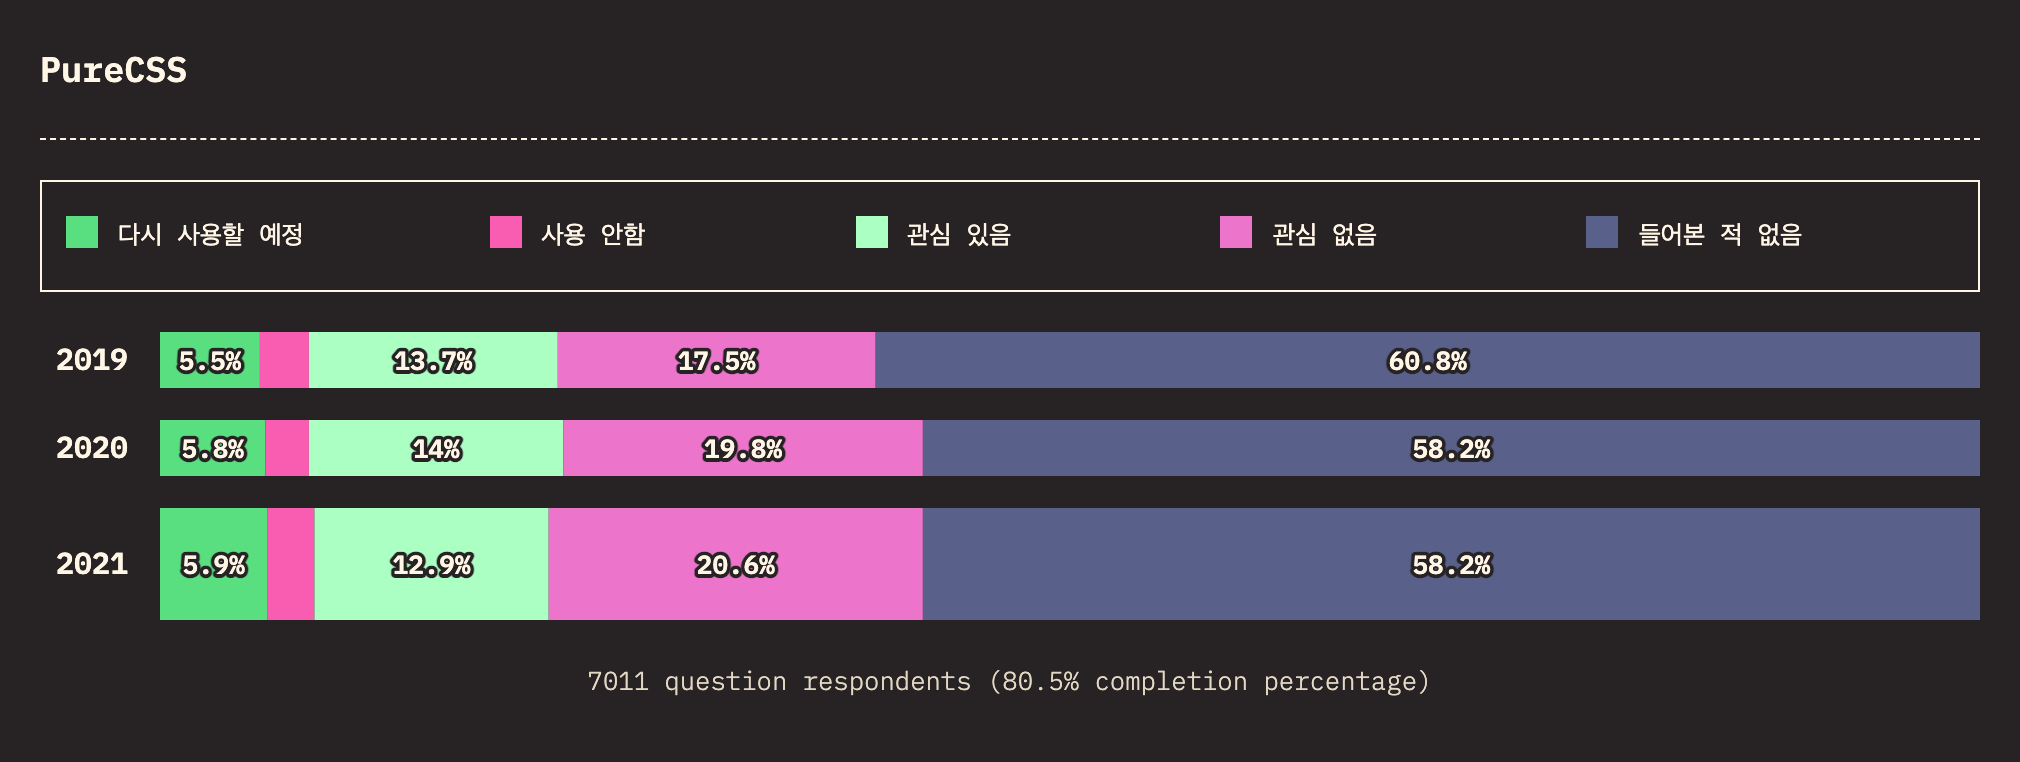 PureCSS
다시 사용할 예정 사용 안함 관심 있음 관심 없음 들어본 적 없음
2019 5.5% 13.7% 17.5% 60.8%
2020 5.8% 14% 19.8% 58.2%
2021 5.9% 12.9% 20.6% 58.2%
7011 question respondents (80.5% completion percentage)